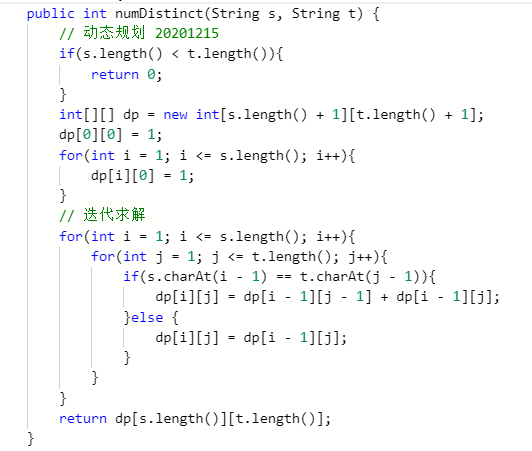 public int numDistinct(String s, String t) {
    // 动态规划 20201215
    if(s.length() < t.length()){
        return 0;
    }
    int[][] dp = new int[s.length() + 1][t.length() + 1];
    dp[0][0] = 1;
    for(int i = 1; i <= s.length(); i++){
        dp[i][0] = 1;
    }
    // 迭代求解
    for(int i = 1; i <= s.length(); i++){
        for(int j = 1; j <= t.length(); j++){
            if(s.charAt(i - 1) == t.charAt(j - 1)){
                dp[i][j] = dp[i - 1][j - 1] + dp[i - 1][j];
            }else {
                dp[i][j] = dp[i - 1][j];
            }
        }
    }
    return dp[s.length()][t.length()];
}